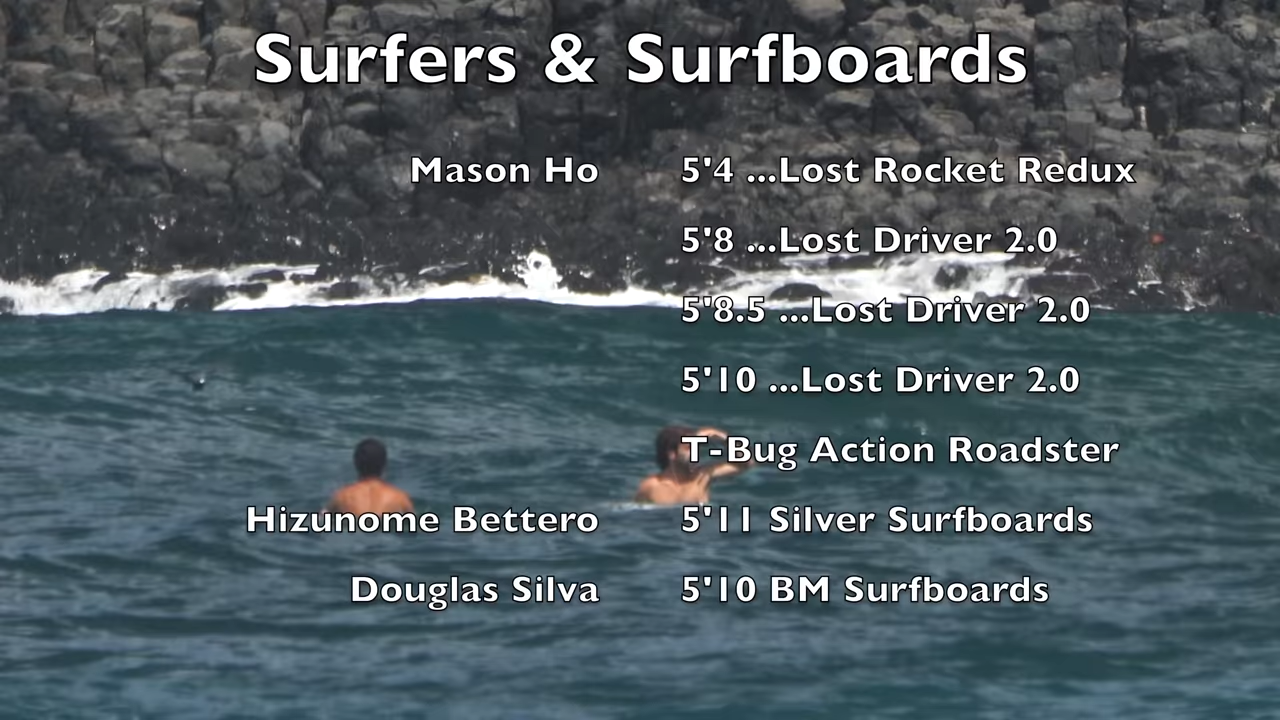 Surfers & Surfboards
Mason Ho 5'4 ...Lost Rocket Redux
5'8 ...Lost Driver 2.0
5'8.5 ...Lost Driver 2.0
5'10 ...Lost Driver 2.0
T-Bug Action Roadster
Hizunome Bettero 5'11 Silver Surfboards
Douglas Silva 5'10 BM Surfboards